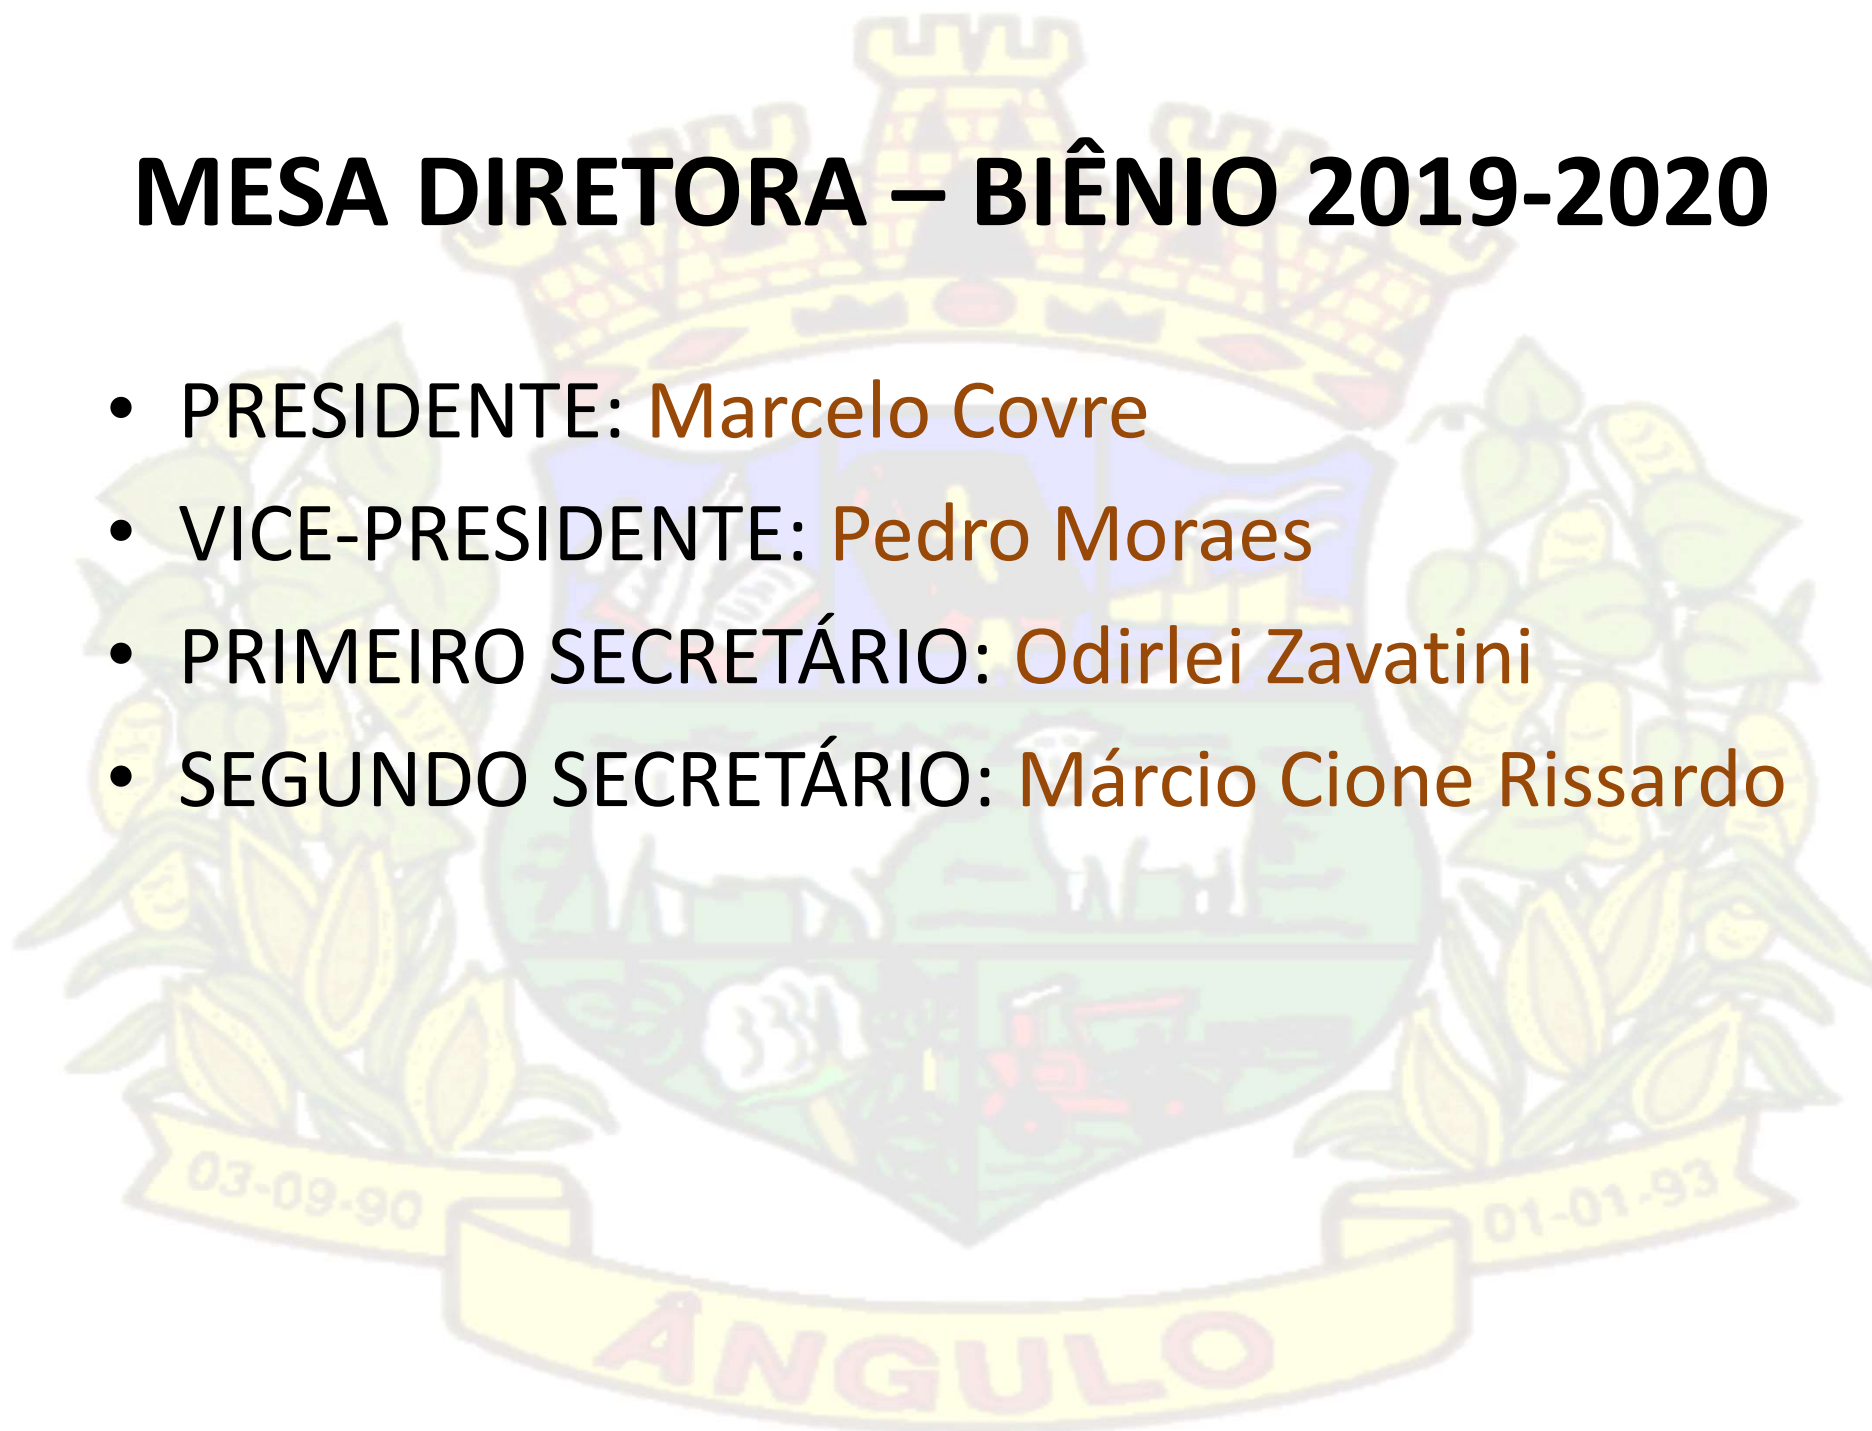 MESA DIRETORA – BIÊNIO 2019-2020
• PRESIDENTE: Marcelo Covre
• VICE-PRESIDENTE: Pedro Moraes
• PRIMEIRO SECRETÁRIO: Odirlei Zavatini
• SEGUNDO SECRETÁRIO: Márcio Cione Rissardo
03-09-90
01-01-93
ÂNGULO